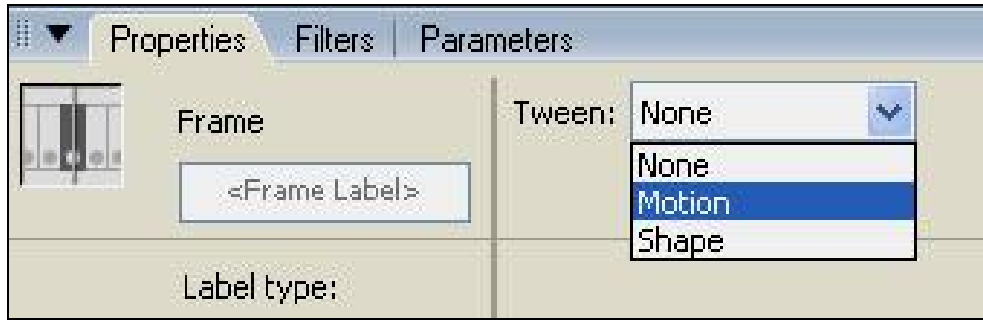 Properties Filters Parameters
Frame
<Frame Label>
Tween: None
None
Motion
Shape
Label type: